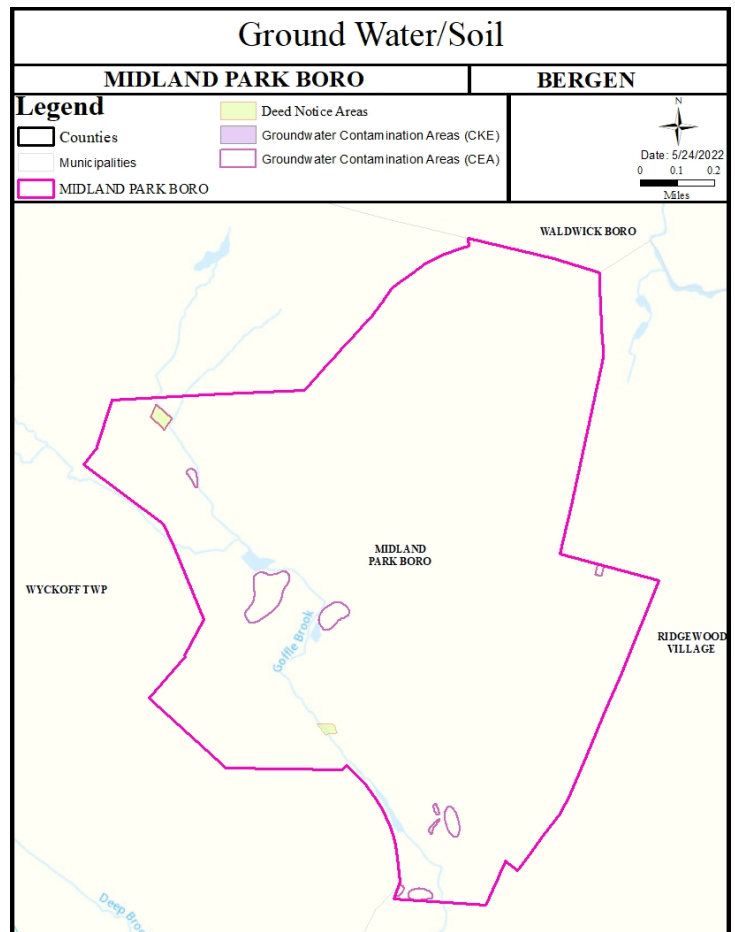 Ground Water/Soil
MIDLAND PARK BORO
BERGEN
Legend
Counties
Municipalities
MIDLAND PARK BORO
Deed Notice Areas
Groundwater Contamination Areas (CKE)
Groundwater Contamination Areas (CEA)
N
Date: 5/24/2022
0 0.1 0.2
Miles
WALDWICK BORO
MIDLAND
PARK BORO
WYCKOFF TWP
RIDGEWOOD
VILLAGE
Goffle Brook
Deep Broo